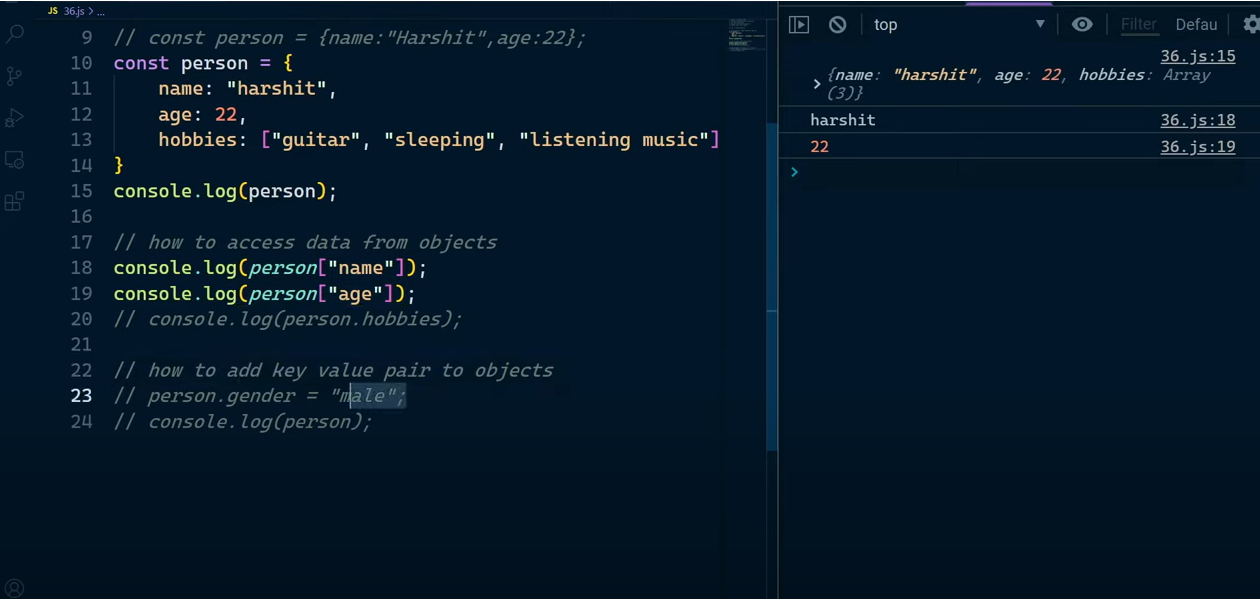 JS 36.js > ...
9 // const person = {name:"Harshit",age:22};
10 const person = {
11 name: "harshit",
12 age: 22,
13 hobbies: ["guitar", "sleeping", "listening music"]
14 }
15 console.log(person);
16
17 // how to access data from objects
18 console.log(person["name"]);
19 console.log(person["age"]);
20 // console.log(person.hobbies);
21
22 // how to add key value pair to objects
23 // person.gender = "male";
24 // console.log(person);
top Filter Defau
36.js:15
> {name: "harshit", age: 22, hobbies: Array
(3)}
harshit 36.js:18
22 36.js:19
>